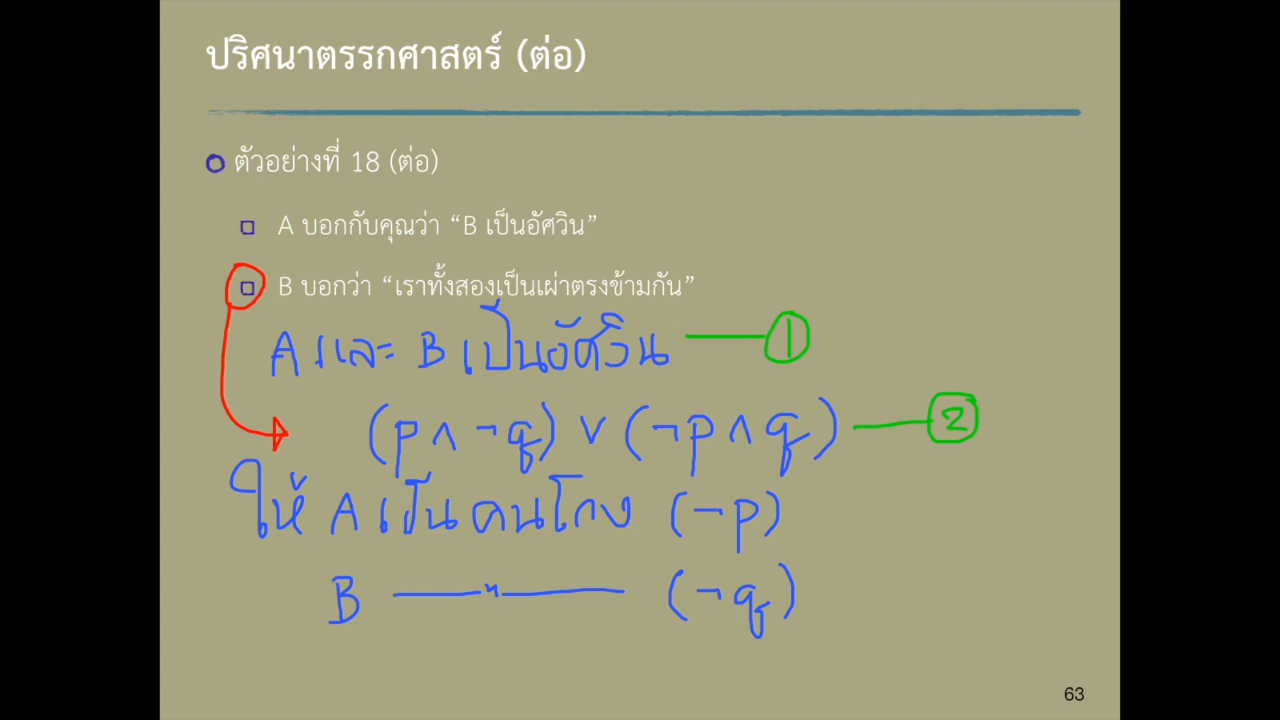 ปริศนาตรรกศาสตร์ (ต่อ)
ตัวอย่างที่ 18 (ต่อ)
A บอกกับคุณว่า “B เป็นอัศวิน”
B บอกว่า “เราทั้งสองเป็นเผ่าตรงข้ามกัน”
A และ B เป็นอัศวิน — 1
(p ∧ ¬q) ∨ (¬p ∧ q) — 2
ให้ A เป็น คนโกง (¬p)
B —"— (¬q)
63